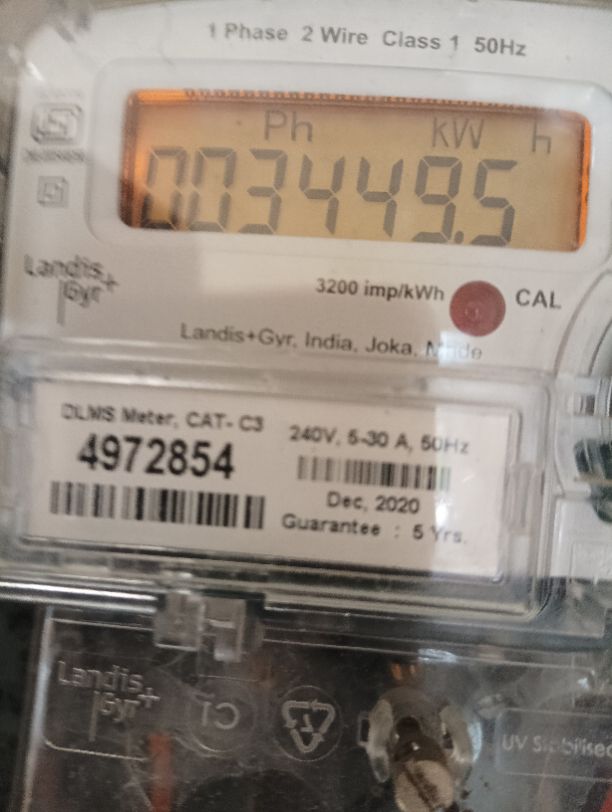 1 Phase 2 Wire Class 1 50Hz
Ph kW h
003449.5
Landis+
Gyr
3200 imp/kWh CAL
Landis+Gyr, India, Joka,
DLMS Meter, CAT- C3
4972854
240V, 5-30 A, 50Hz
Dec, 2020
Guarantee : 5 Yrs.
Landis+
Gyr
UV Stabilised